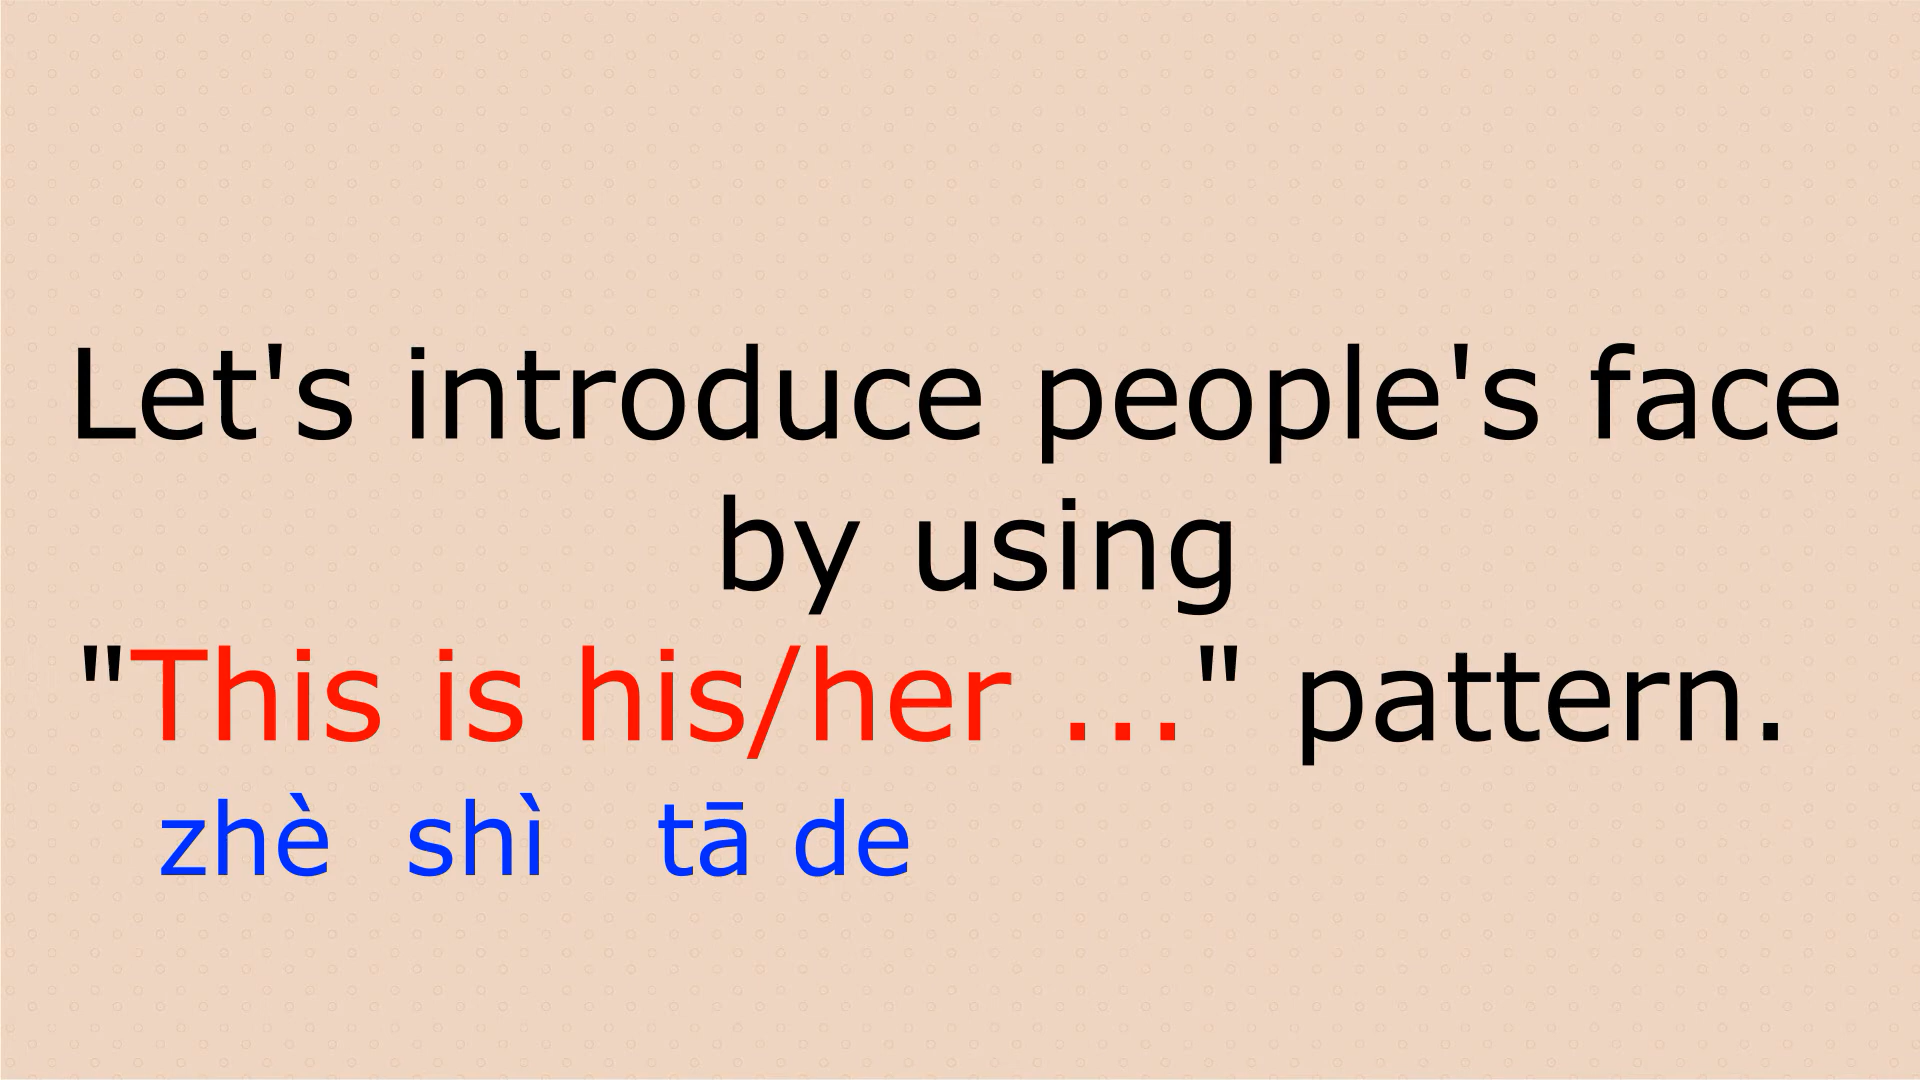 Let's introduce people's face
by using
"This is his/her ..." pattern.
zhè shì tā de